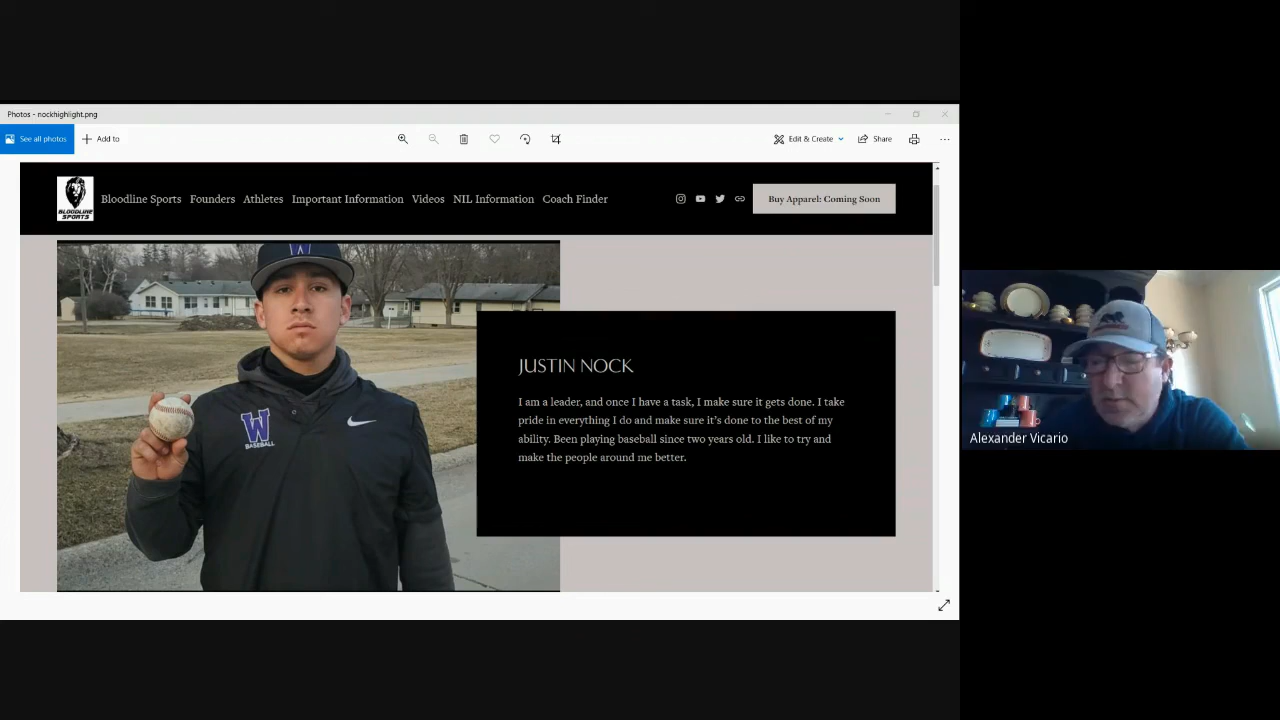 Photos - nockhighlight.png
See all photos
Add to
Edit & Create
Share
BLOODLINE
SPORTS
Bloodline Sports Founders Athletes Important Information Videos NIL Information Coach Finder
Buy Apparel: Coming Soon
W
W
BASEBALL
JUSTIN NOCK
I am a leader, and once I have a task, I make sure it gets done. I take
pride in everything I do and make sure it's done to the best of my
ability. Been playing baseball since two years old. I like to try and
make the people around me better.
Alexander Vicario